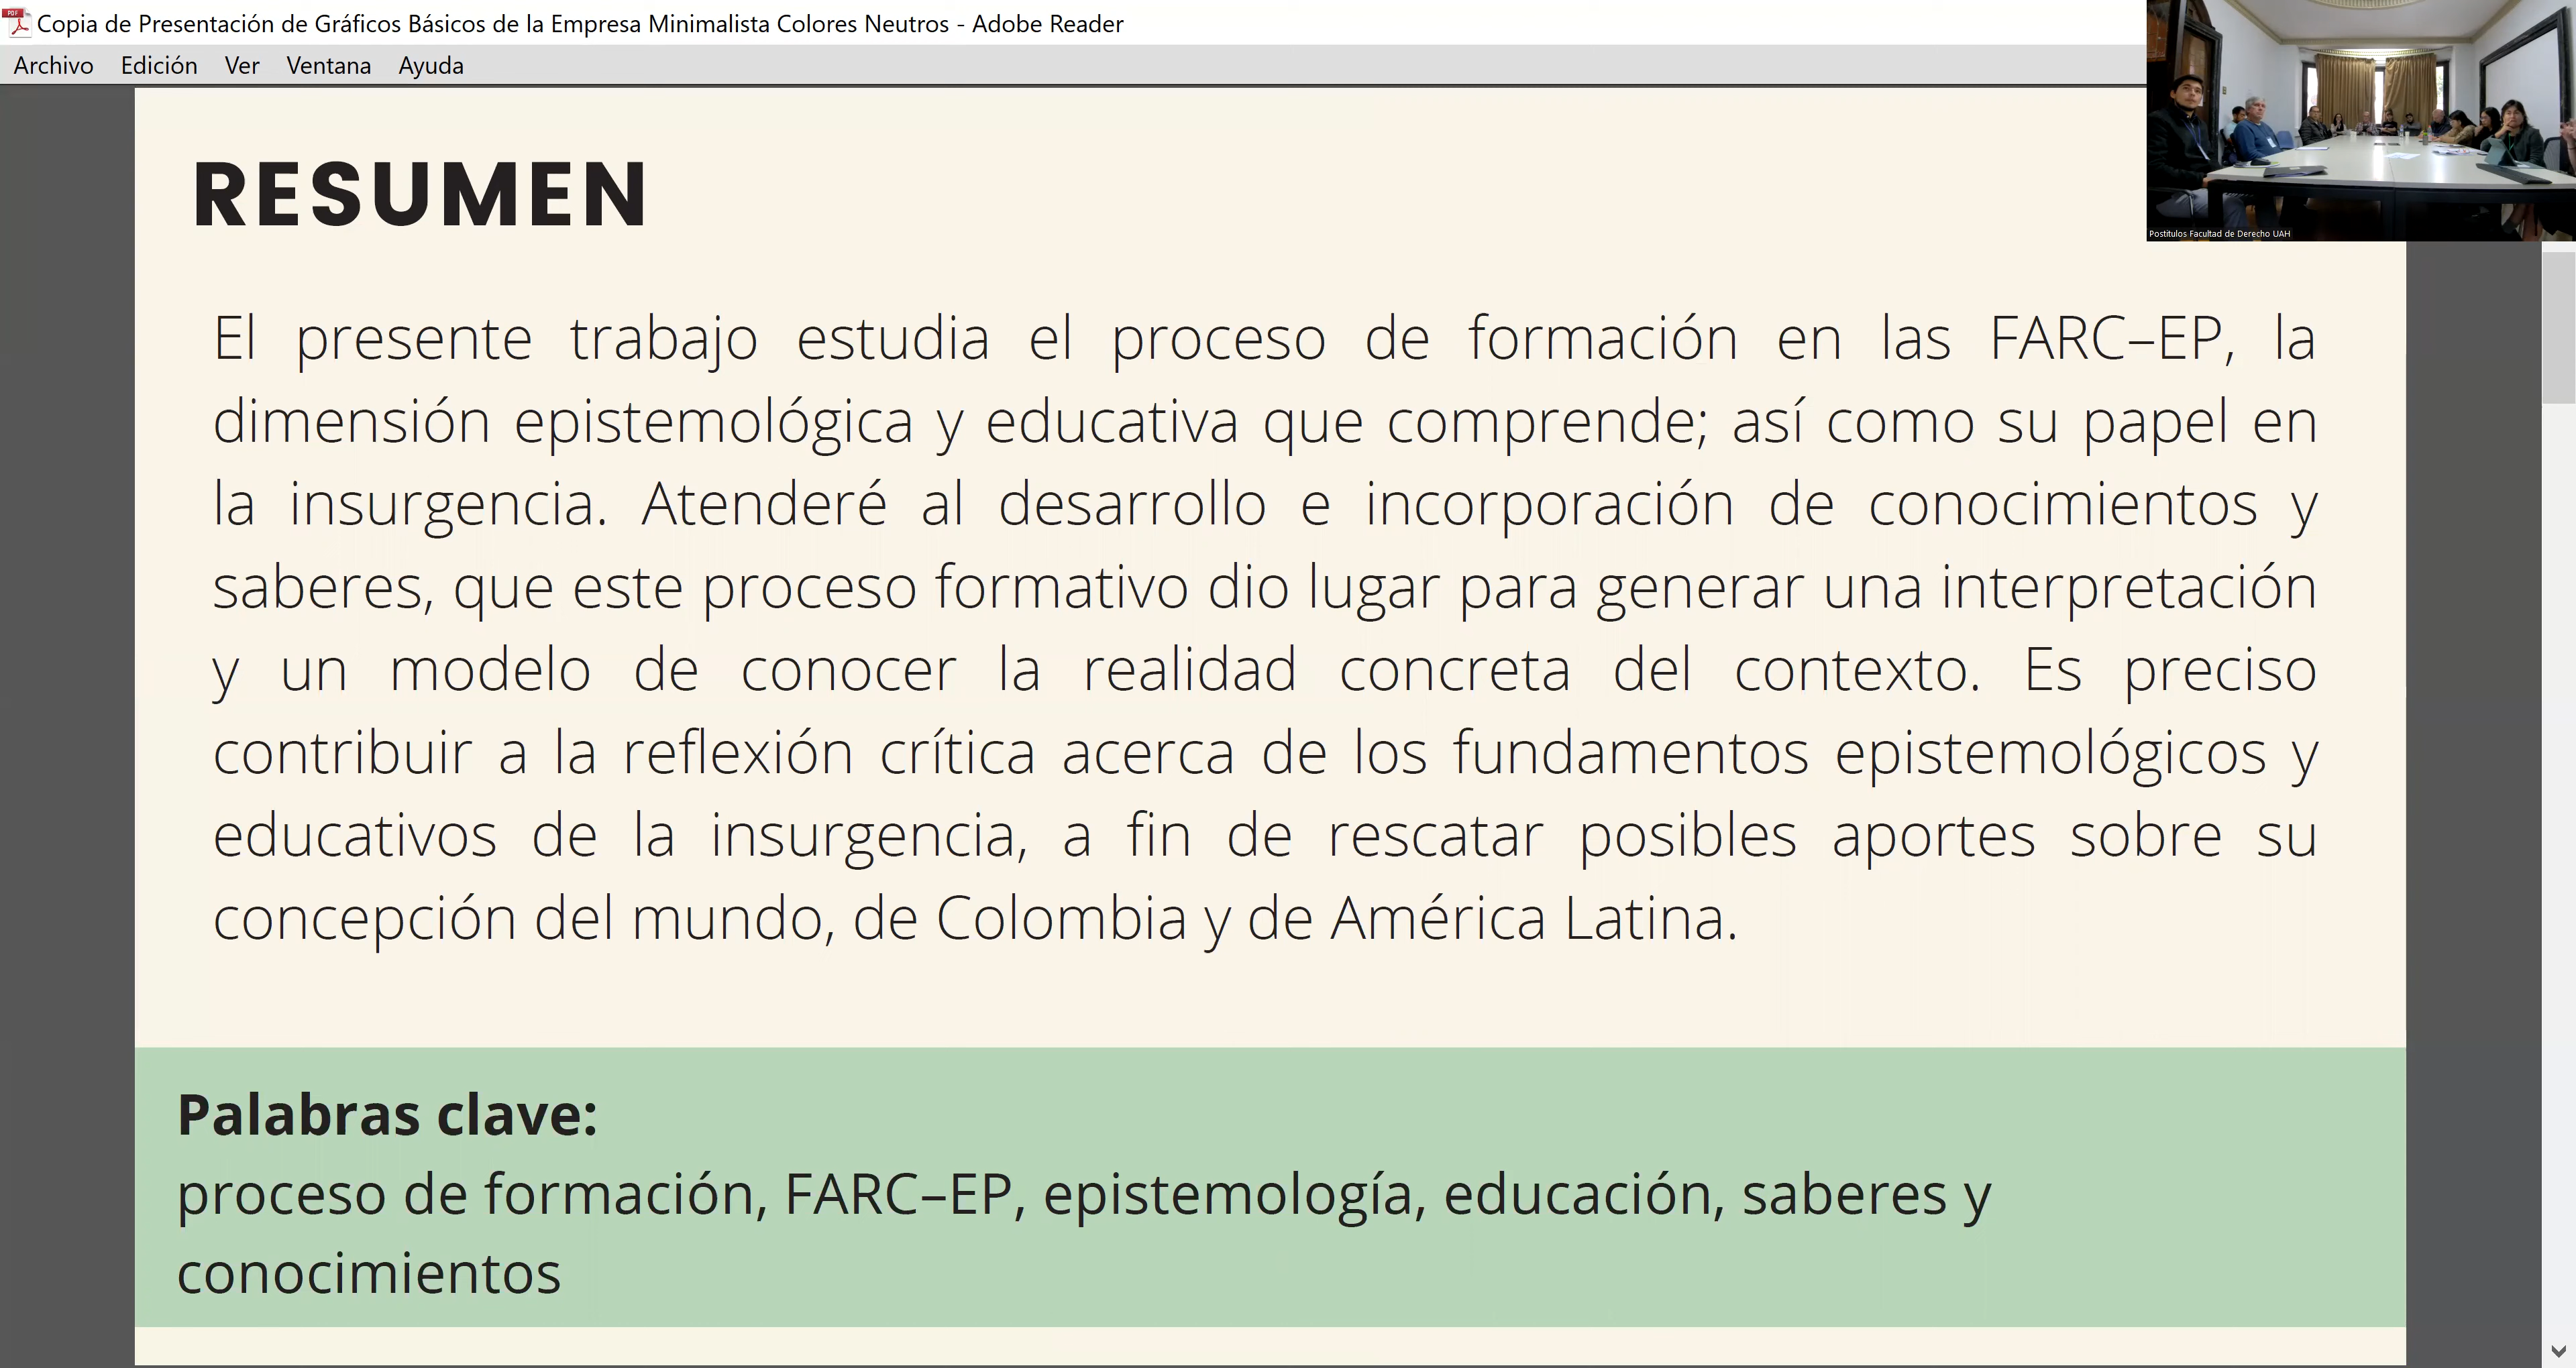 Copia de Presentación de Gráficos Básicos de la Empresa Minimalista Colores Neutros - Adobe Reader
Archivo Edición Ver Ventana Ayuda
RESUMEN
El presente trabajo estudia el proceso de formación en las FARC–EP, la
dimensión epistemológica y educativa que comprende; así como su papel en
la insurgencia. Atenderé al desarrollo e incorporación de conocimientos y
saberes, que este proceso formativo dio lugar para generar una interpretación
y un modelo de conocer la realidad concreta del contexto. Es preciso
contribuir a la reflexión crítica acerca de los fundamentos epistemológicos y
educativos de la insurgencia, a fin de rescatar posibles aportes sobre su
concepción del mundo, de Colombia y de América Latina.
Palabras clave:
proceso de formación, FARC–EP, epistemología, educación, saberes y
conocimientos
Postitulos Facultad de Derecho UAH
PDF